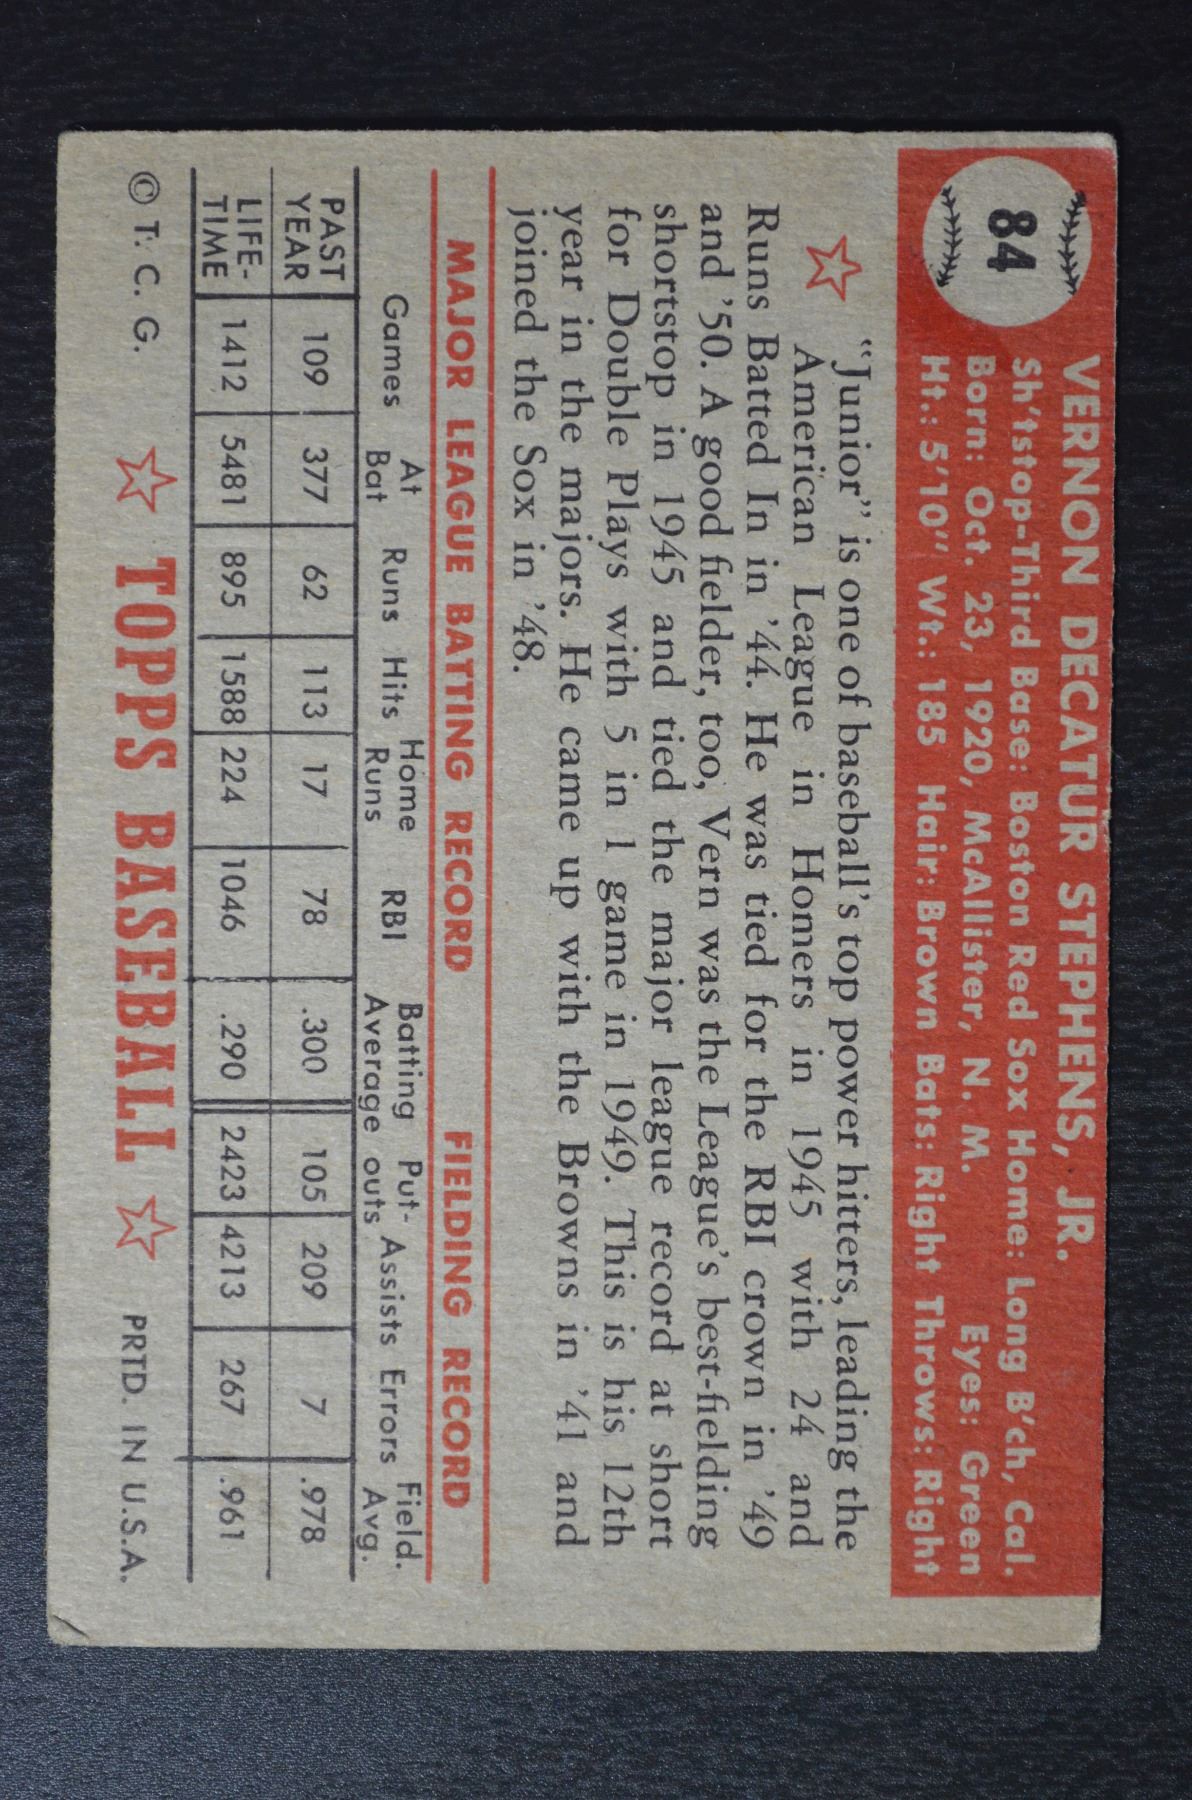 84
VERNON DECATUR STEPHENS, JR.
Sh'tstop-Third Base: Boston Red Sox Home: Long B'ch, Cal.
Born: Oct. 23, 1920, McAllister, N. M. Eyes: Green
Ht.: 5'10" Wt.: 185 Hair: Brown Bats: Right Throws: Right
"Junior" is one of baseball's top power hitters, leading the
American League in Homers in 1945 with 24 and
Runs Batted In in '44. He was tied for the RBI crown in '49
and '50. A good fielder, too, Vern was the League's best-fielding
shortstop in 1945 and tied the major league record at short
for Double Plays with 5 in 1 game in 1949. This is his 12th
year in the majors. He came up with the Browns in '41 and
joined the Sox in '48.
MAJOR LEAGUE BATTING RECORD FIELDING RECORD
Games At Bat Runs Hits Home Runs RBI Batting Average Put-outs Assists Errors Field. Avg.
PAST YEAR 109 377 62 113 17 78 .300 105 209 7 .978
LIFE-TIME 1412 5481 895 1588 224 1046 .290 2423 4213 267 .961
© T. C. G. TOPPS BASEBALL PRTD. IN U.S.A.